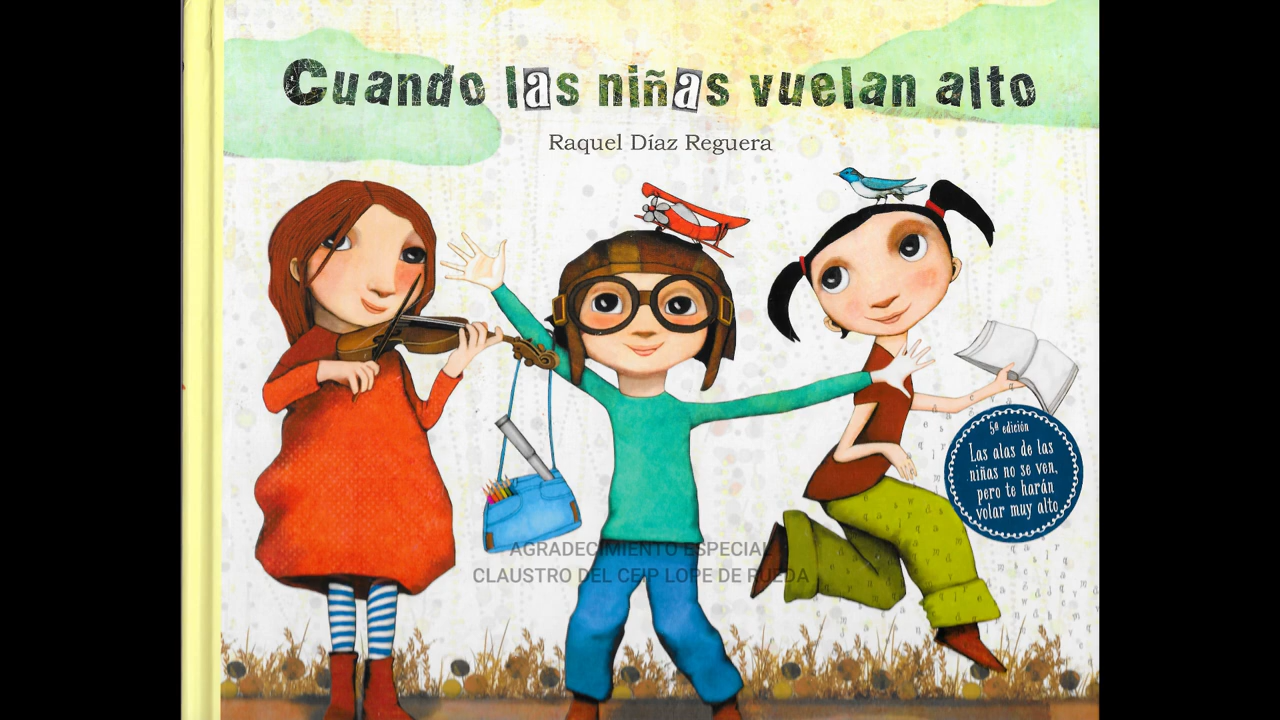 Cuando las niñas vuelan alto
Raquel Díaz Reguera
5ª edición
Las alas de las
niñas no se ven,
pero te harán
volar muy alto
AGRADECIMIENTO ESPECIAL
CLAUSTRO DEL CEIP LOPE DE RUEDA